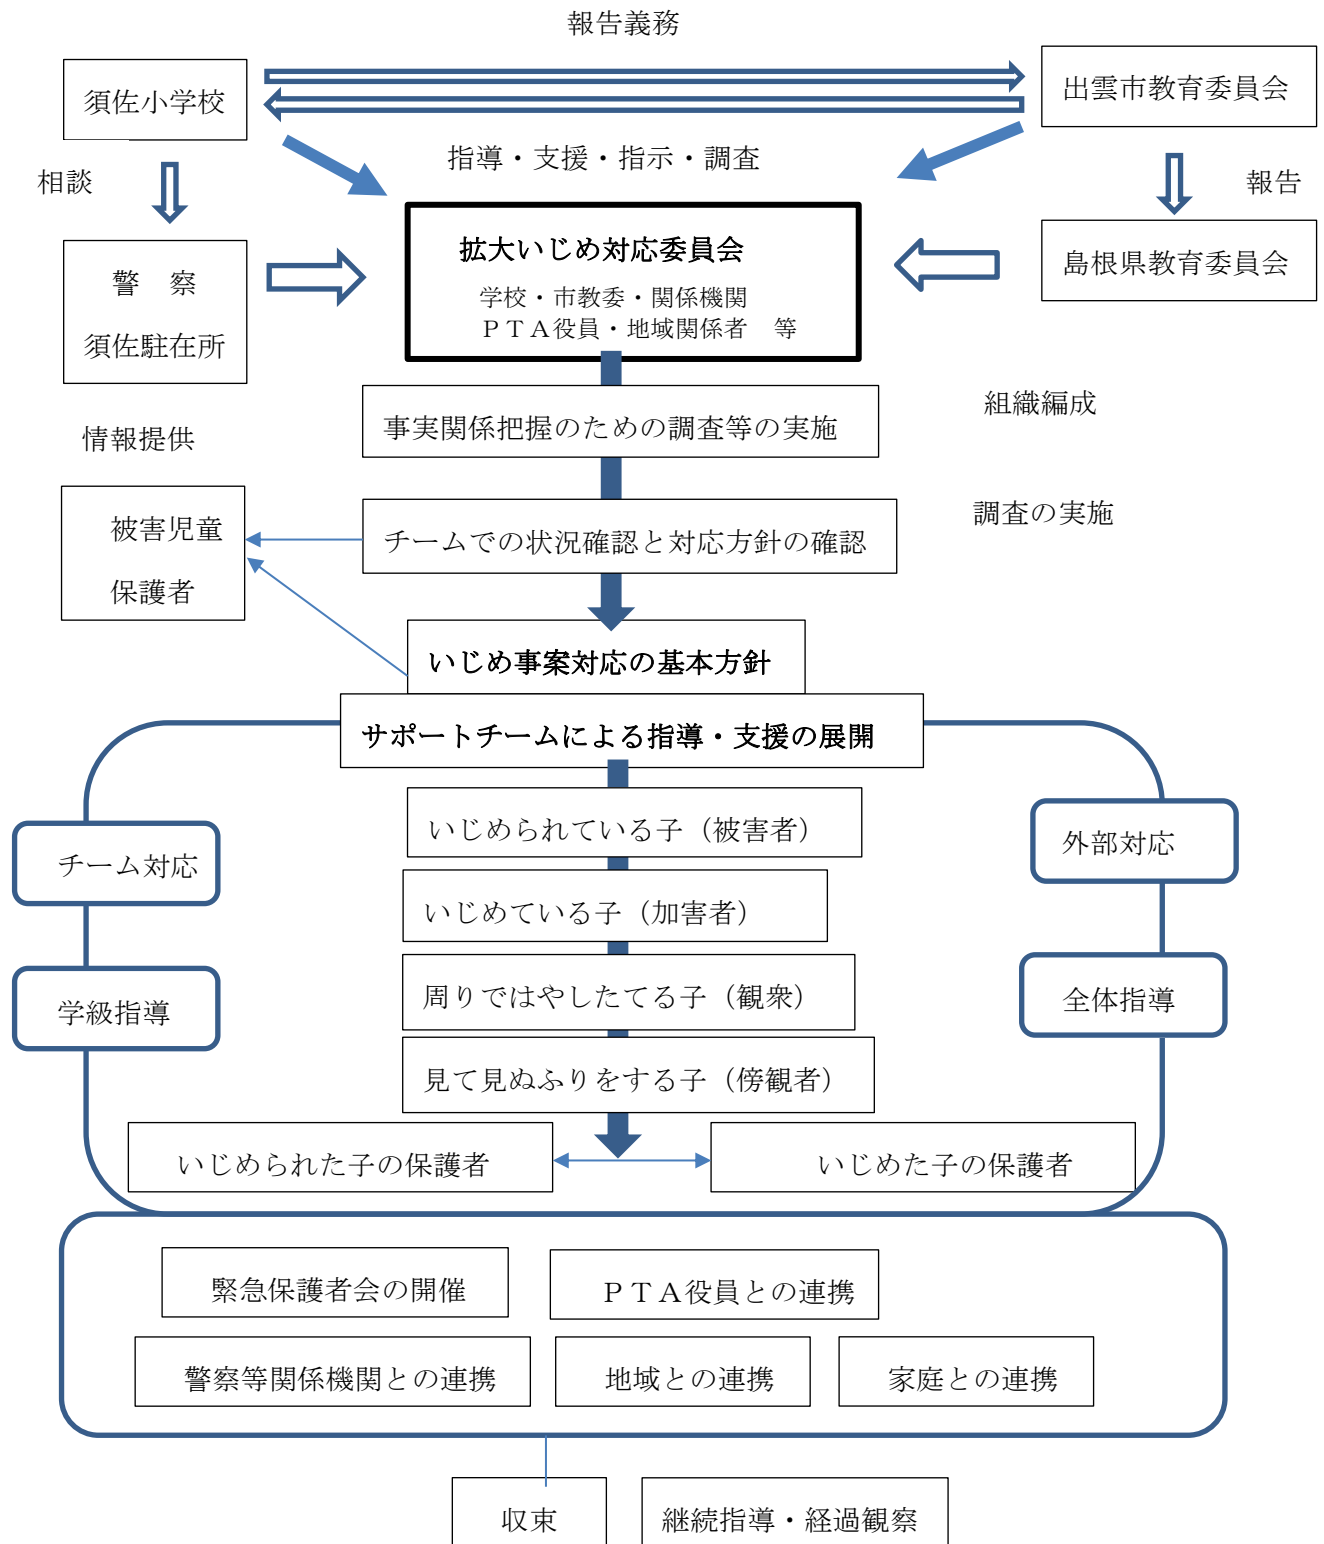 報告義務
須佐小学校
出雲市教育委員会
指導・支援・指示・調査
相談
報告
拡大いじめ対応委員会
学校・市教委・関係機関
ＰＴＡ役員・地域関係者　等
警　察
須佐駐在所
島根県教育委員会
事実関係把握のための調査等の実施
組織編成
情報提供
被害児童
保護者
チームでの状況確認と対応方針の確認
調査の実施
いじめ事案対応の基本方針
サポートチームによる指導・支援の展開
いじめられている子（被害者）
チーム対応
外部対応
いじめている子（加害者）
周りではやしたてる子（観衆）
学級指導
全体指導
見て見ぬふりをする子（傍観者）
いじめられた子の保護者
いじめた子の保護者
緊急保護者会の開催
ＰＴＡ役員との連携
警察等関係機関との連携
地域との連携
家庭との連携
収束
継続指導・経過観察